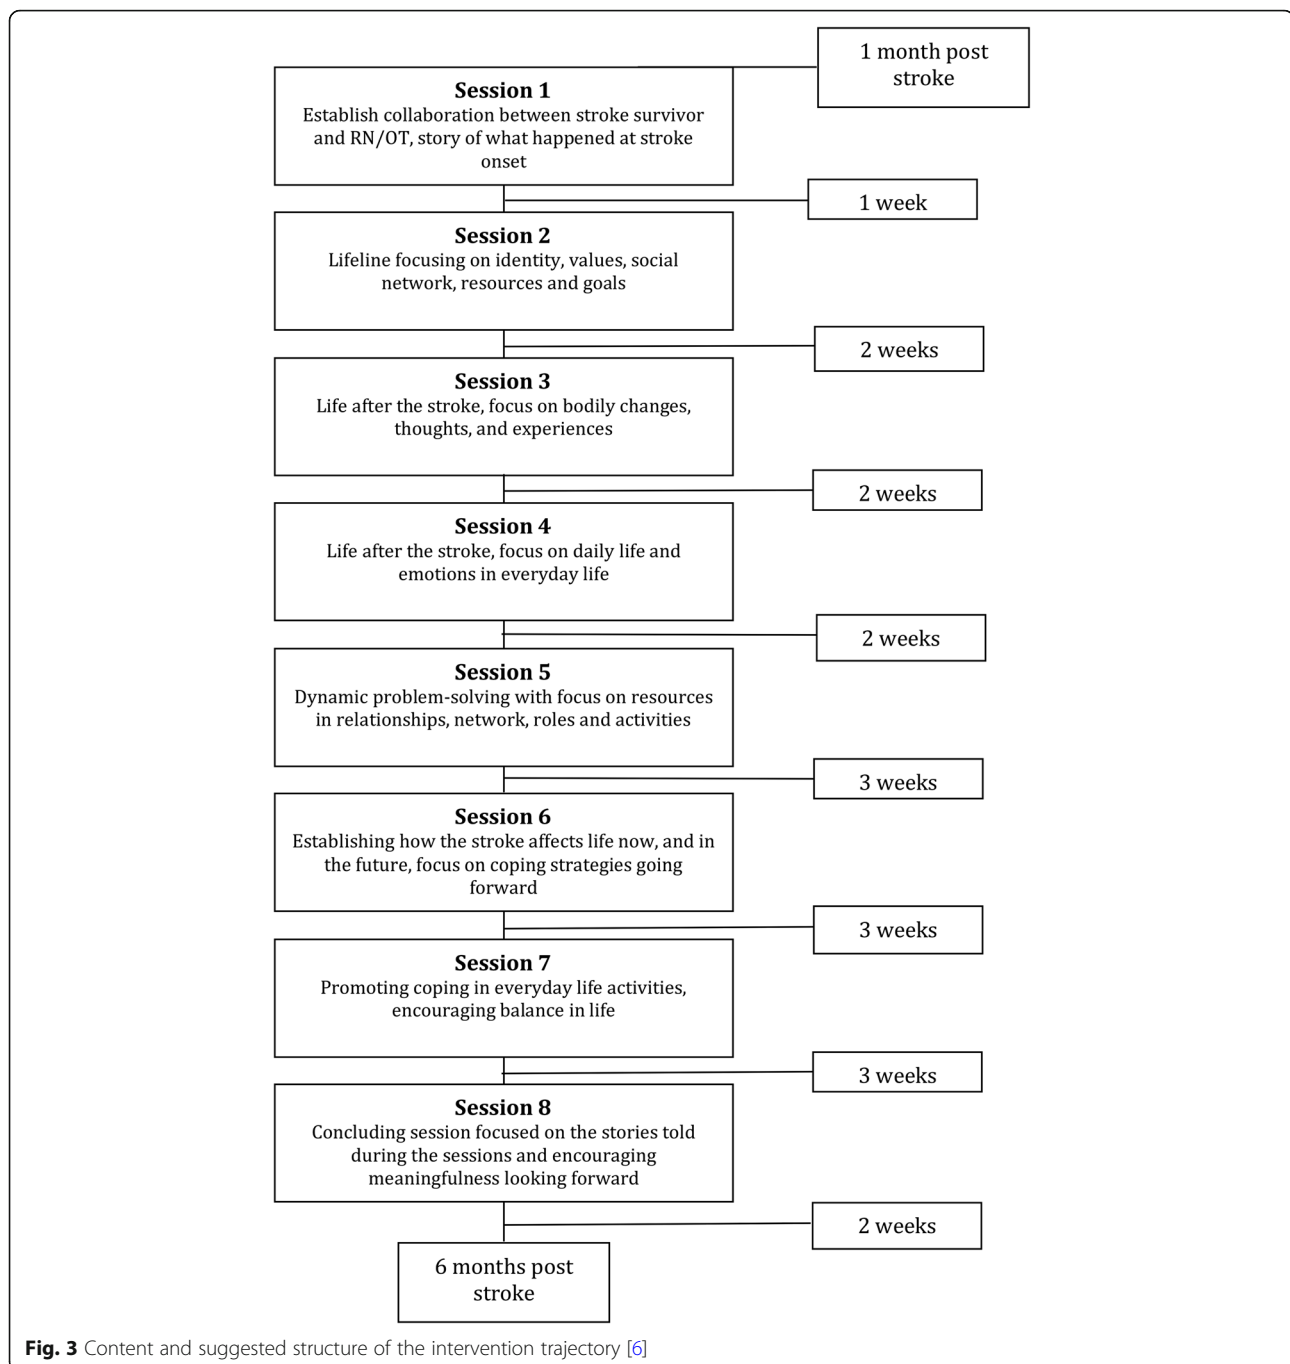 1 month post
stroke
Session 1
Establish collaboration between stroke survivor
and RN/OT, story of what happened at stroke
onset
1 week
Session 2
Lifeline focusing on identity, values, social
network, resources and goals
2 weeks
Session 3
Life after the stroke, focus on bodily changes,
thoughts, and experiences
2 weeks
Session 4
Life after the stroke, focus on daily life and
emotions in everyday life
2 weeks
Session 5
Dynamic problem-solving with focus on resources
in relationships, network, roles and activities
3 weeks
Session 6
Establishing how the stroke affects life now, and in
the future, focus on coping strategies going
forward
3 weeks
Session 7
Promoting coping in everyday life activities,
encouraging balance in life
3 weeks
Session 8
Concluding session focused on the stories told
during the sessions and encouraging
meaningfulness looking forward
2 weeks
6 months post
stroke
Fig. 3 Content and suggested structure of the intervention trajectory [6]